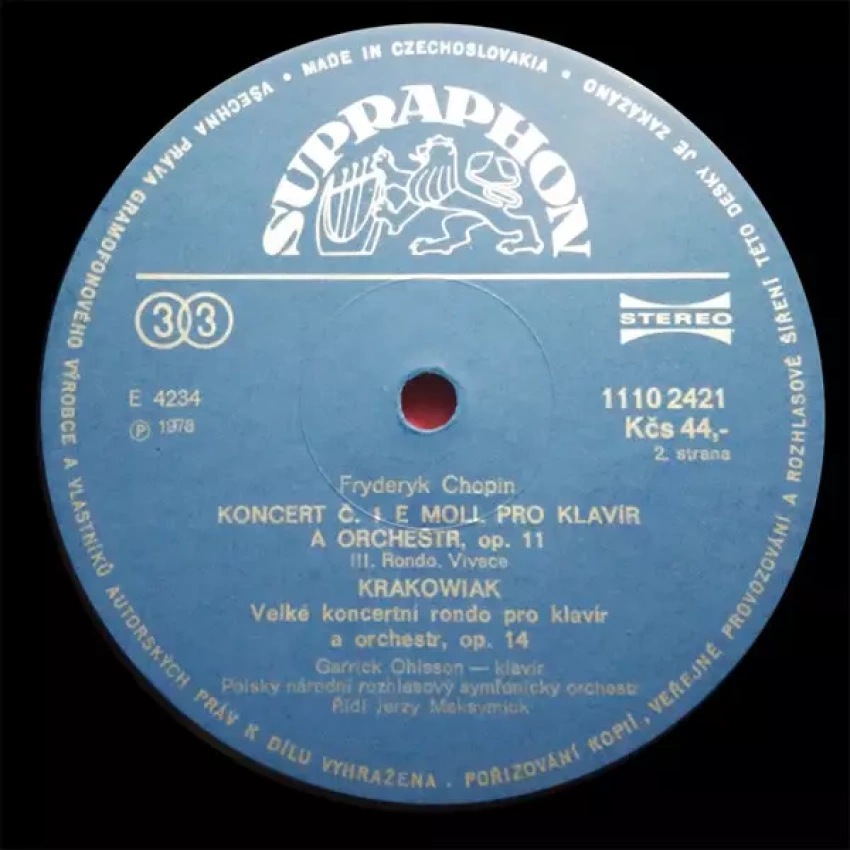 VŠECHNA PRÁVA GRAMOFONOVÉHO VÝROBCE A VLASTNÍKŮ AUTORSKÝCH PRÁV K DÍLU VYHRAŽENA . POŘIZOVÁNÍ KOPIÍ, VEŘEJNÉ PROVOZOVÁNÍ A ROZHLASOVÉ ŠÍŘENÍ TÉTO DESKY JE ZAKÁZÁNO • MADE IN CZECHOSLOVAKIA •
SUPRAPHON
33
STEREO
E 4234
Ⓟ 1978
1110 2421
Kčs 44,-
2. strana
Fryderyk Chopin
KONCERT Č. 1 E MOLL PRO KLAVÍR
A ORCHESTR, op. 11
III. Rondo. Vivace
KRAKOWIAK
Velké koncertní rondo pro klavír
a orchestr, op. 14
Garrick Ohlsson — klavír
Polský národní rozhlasový symfonický orchestr
Řídí Jerzy Maksymiuk